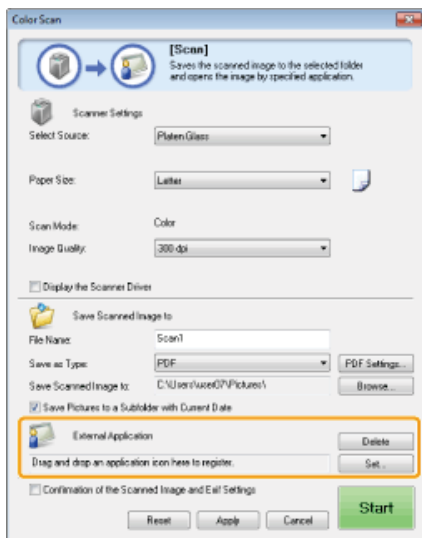 Color Scan
[Scan]
Saves the scanned image to the selected folder
and opens the image by specified application.
Scanner Settings
Select Source: Platen Glass
Paper Size: Letter
Scan Mode: Color
Image Quality: 300 dpi
Display the Scanner Driver
Save Scanned Image to
File Name: Scan1
Save as Type: PDF PDF Settings...
Save Scanned Image to: C:\Users\user07\Pictures\ Browse...
Save Pictures to a Subfolder with Current Date
External Application Delete
Drag and drop an application icon here to register. Set...
Confirmation of the Scanned Image and Exif Settings
Start
Reset Apply Cancel